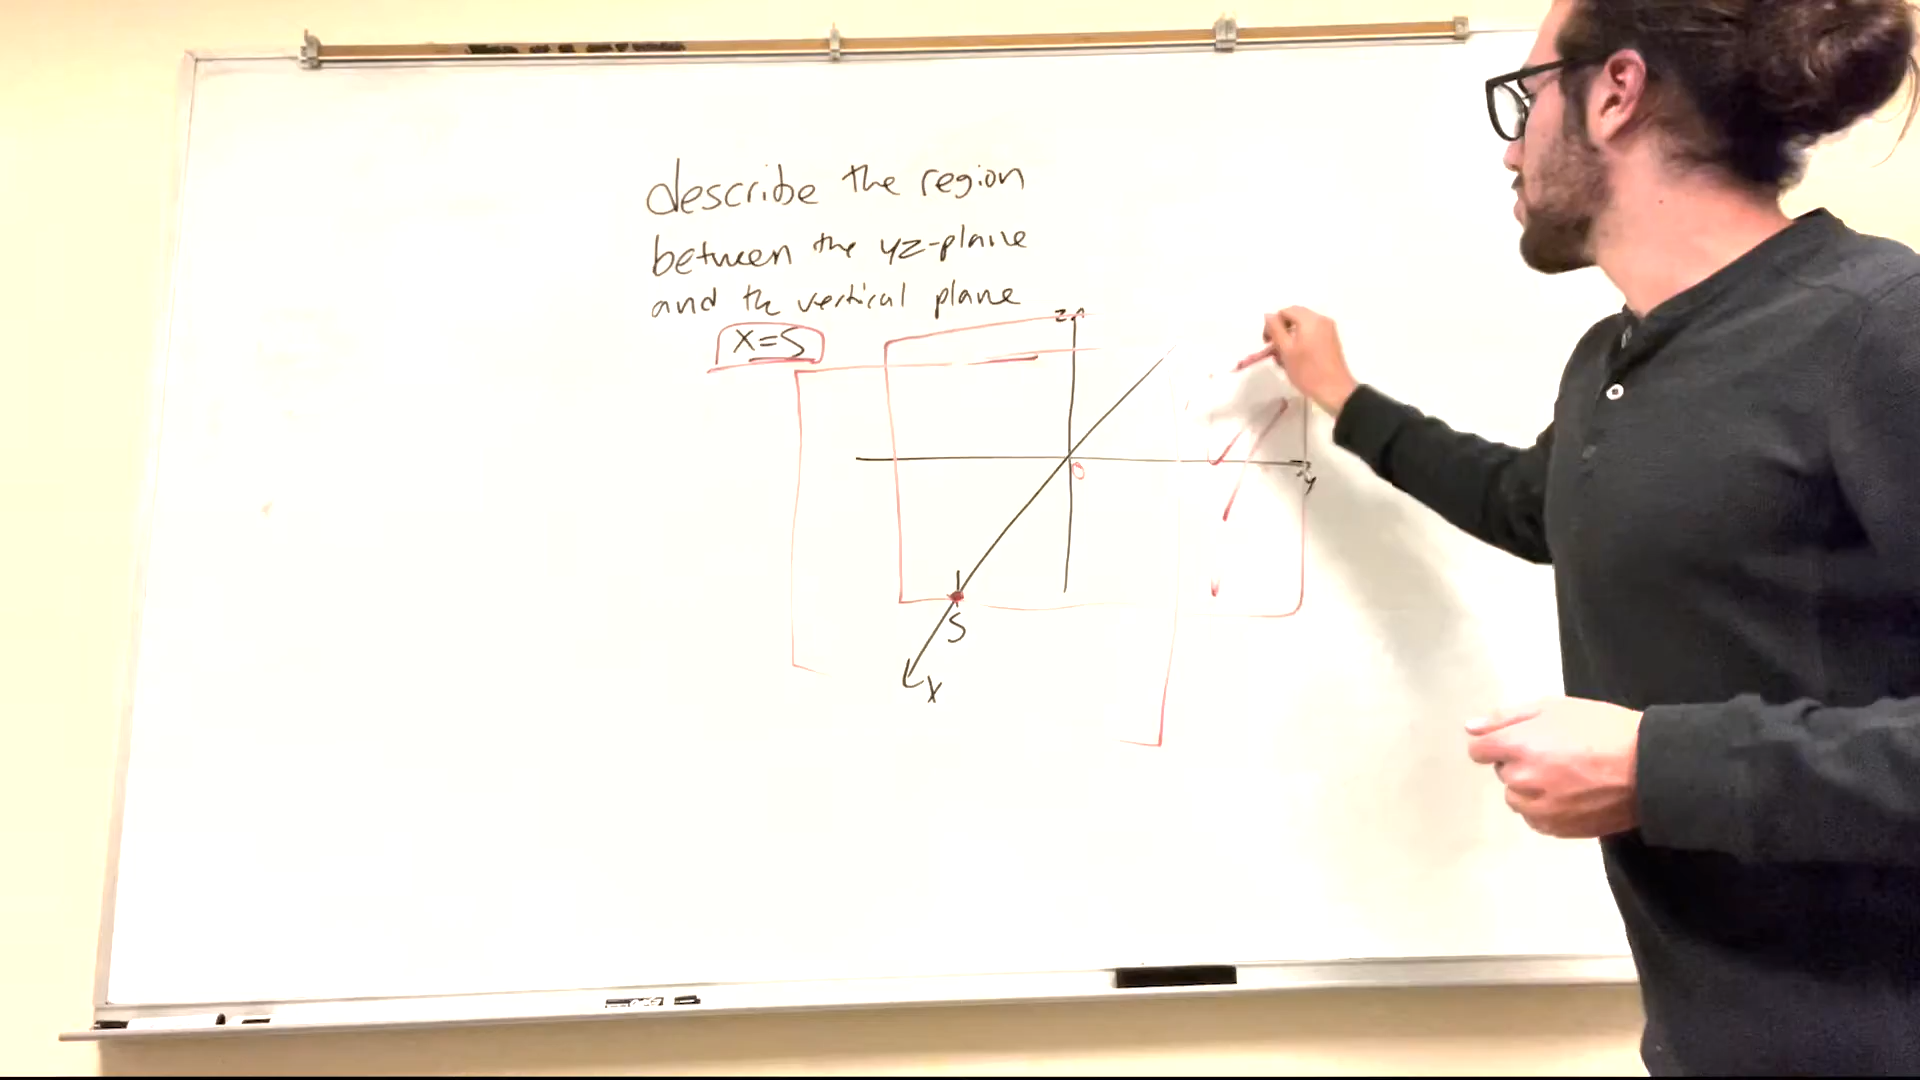 describe the region
between the yz-plane
and the vertical plane
x=5
z
0
y
5
x